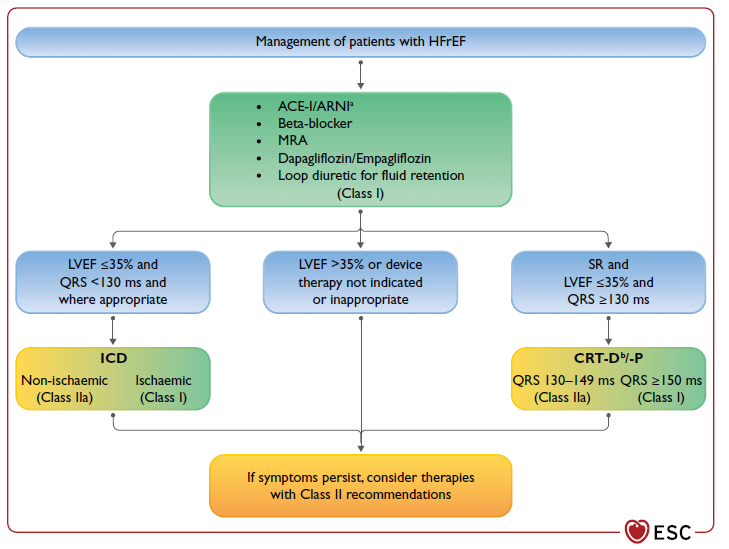 Management of patients with HFrEF
• ACE-I/ARNIᵃ
• Beta-blocker
• MRA
• Dapagliflozin/Empagliflozin
• Loop diuretic for fluid retention
(Class I)
LVEF ≤35% and
QRS <130 ms and
where appropriate
LVEF >35% or device
therapy not indicated
or inappropriate
SR and
LVEF ≤35% and
QRS ≥130 ms
ICD
Non-ischaemic
(Class IIa)
Ischaemic
(Class I)
CRT-Dᵇ/-P
QRS 130–149 ms
(Class IIa)
QRS ≥150 ms
(Class I)
If symptoms persist, consider therapies
with Class II recommendations
ESC